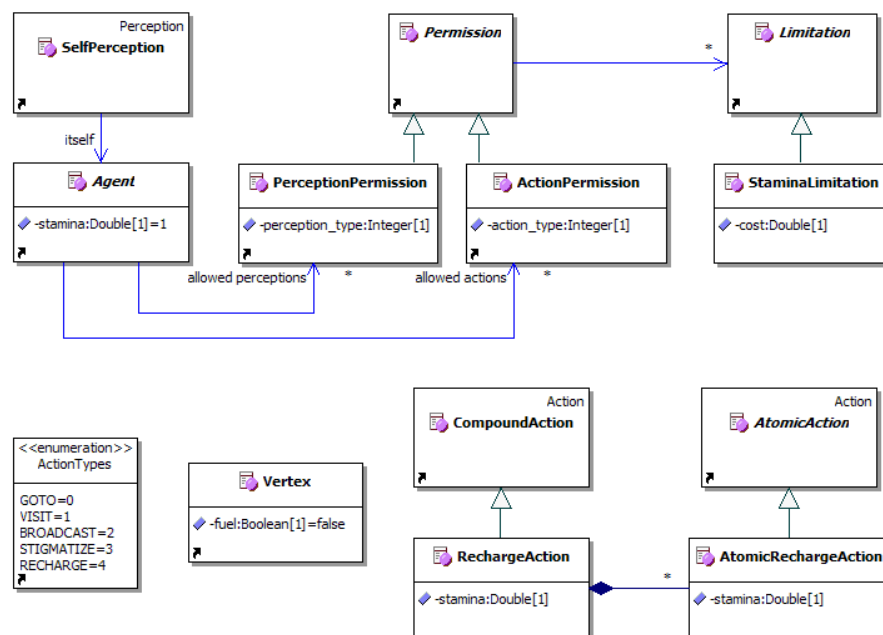 Perception
SelfPerception
Permission
Limitation
*
itself
Agent
-stamina:Double[1]=1
PerceptionPermission
-perception_type:Integer[1]
ActionPermission
-action_type:Integer[1]
StaminaLimitation
-cost:Double[1]
allowed perceptions
*
allowed actions
*
<<enumeration>>
ActionTypes
GOTO=0
VISIT=1
BROADCAST=2
STIGMATIZE=3
RECHARGE=4
Vertex
-fuel:Boolean[1]=false
Action
CompoundAction
Action
AtomicAction
RechargeAction
-stamina:Double[1]
*
AtomicRechargeAction
-stamina:Double[1]